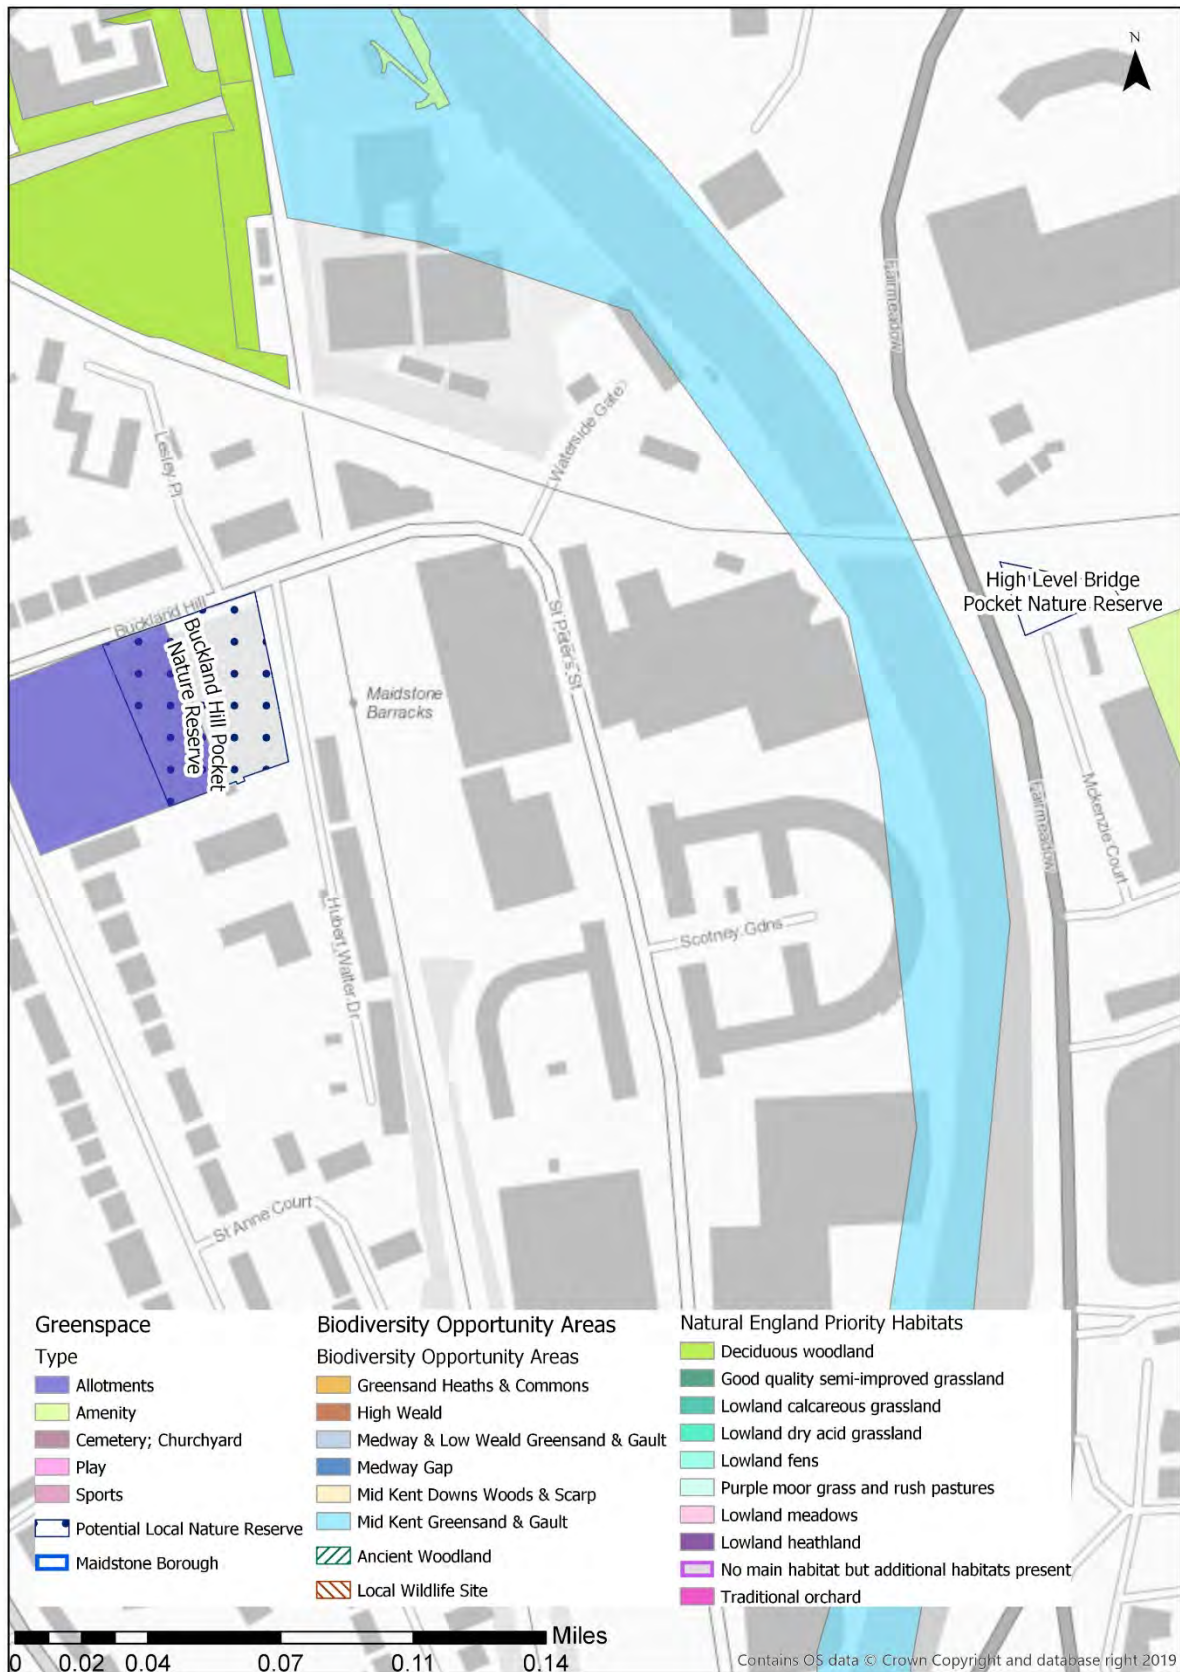 N
Fairmeadow
Waterside Gate
Lesley Pl
High Level Bridge
Pocket Nature Reserve
Buckland Hill
Buckland Hill Pocket
Nature Reserve
St Peters St
Maidstone
Barracks
Mckenzie Court
Fairmeadow
Hubert Walter Dr
Scotney Gdns
St Anne Court
Greenspace
Type
Allotments
Amenity
Cemetery; Churchyard
Play
Sports
Potential Local Nature Reserve
Maidstone Borough
Biodiversity Opportunity Areas
Biodiversity Opportunity Areas
Greensand Heaths & Commons
High Weald
Medway & Low Weald Greensand & Gault
Medway Gap
Mid Kent Downs Woods & Scarp
Mid Kent Greensand & Gault
Ancient Woodland
Local Wildlife Site
Natural England Priority Habitats
Deciduous woodland
Good quality semi-improved grassland
Lowland calcareous grassland
Lowland dry acid grassland
Lowland fens
Purple moor grass and rush pastures
Lowland meadows
Lowland heathland
No main habitat but additional habitats present
Traditional orchard
Miles
0 0.02 0.04 0.07 0.11 0.14
Contains OS data © Crown Copyright and database right 2019